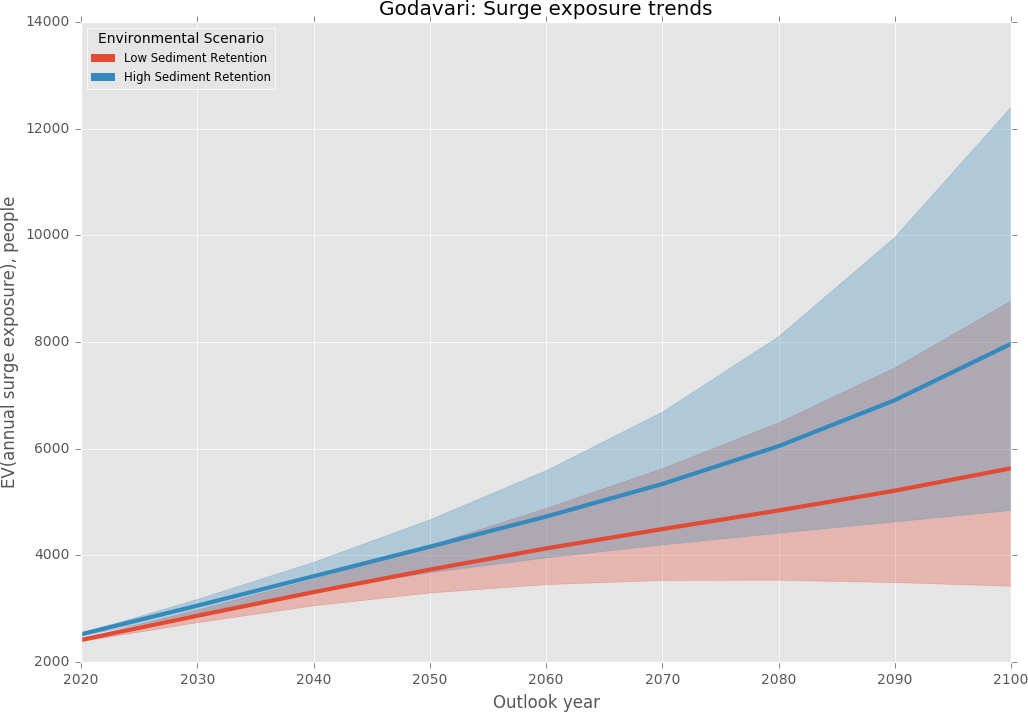 Godavari: Surge exposure trends
Environmental Scenario
Low Sediment Retention
High Sediment Retention
EV(annual surge exposure), people
14000
12000
10000
8000
6000
4000
2000
2020 2030 2040 2050 2060 2070 2080 2090 2100
Outlook year